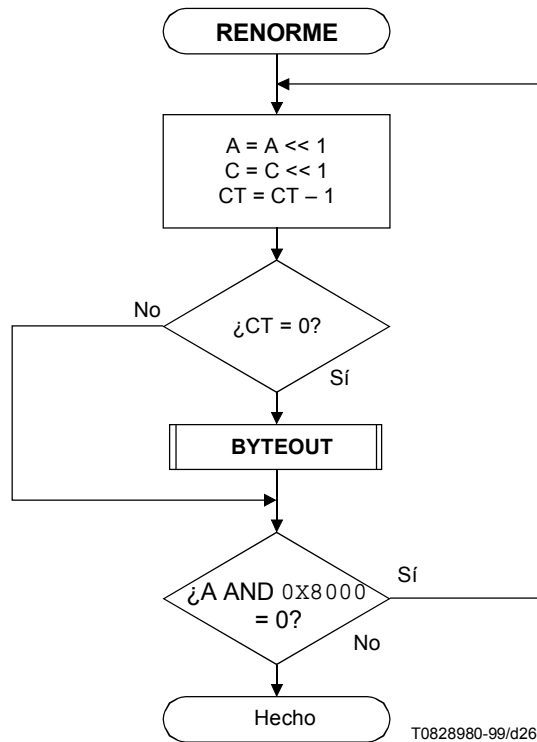 RENORME
A = A << 1
C = C << 1
CT = CT – 1
No
¿CT = 0?
Sí
BYTEOUT
¿A AND 0X8000
= 0?
Sí
No
Hecho
T0828980-99/d26